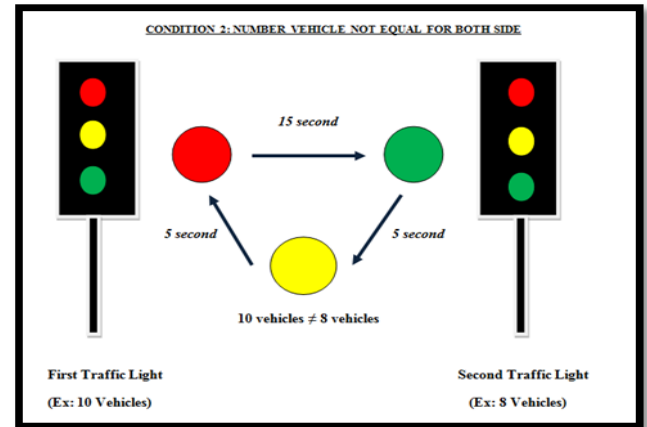 CONDITION 2: NUMBER VEHICLE NOT EQUAL FOR BOTH SIDE
15 second
5 second
5 second
10 vehicles ≠ 8 vehicles
First Traffic Light
(Ex: 10 Vehicles)
Second Traffic Light
(Ex: 8 Vehicles)